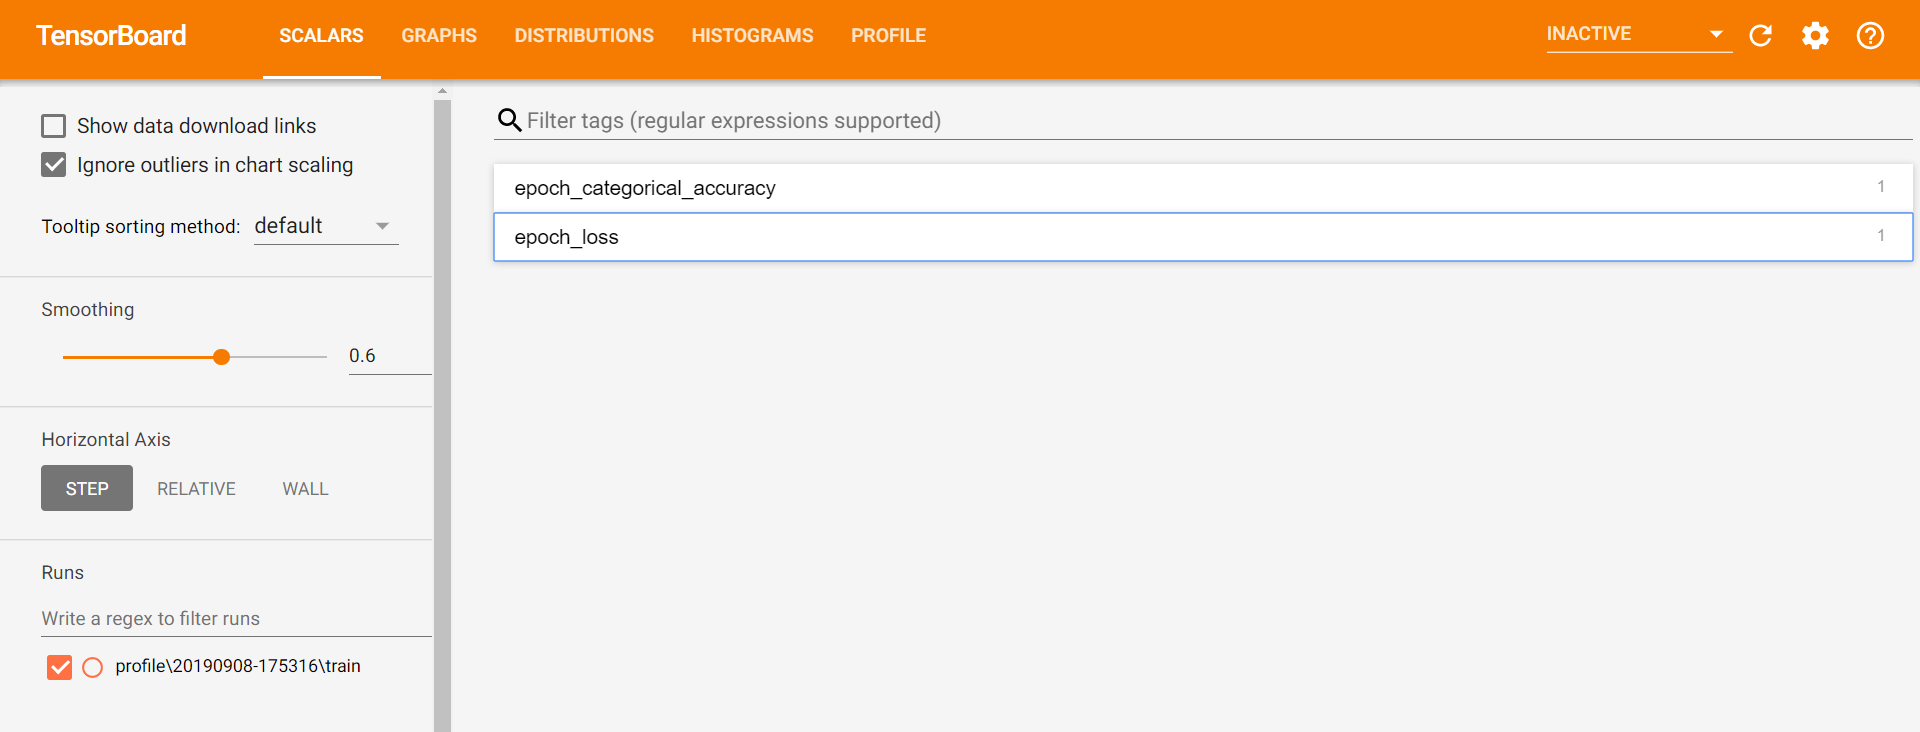 TensorBoard SCALARS GRAPHS DISTRIBUTIONS HISTOGRAMS PROFILE INACTIVE
Show data download links
Ignore outliers in chart scaling
Tooltip sorting method: default
Smoothing
0.6
Horizontal Axis
STEP RELATIVE WALL
Runs
Write a regex to filter runs
profile\20190908-175316\train
Filter tags (regular expressions supported)
epoch_categorical_accuracy 1
epoch_loss 1